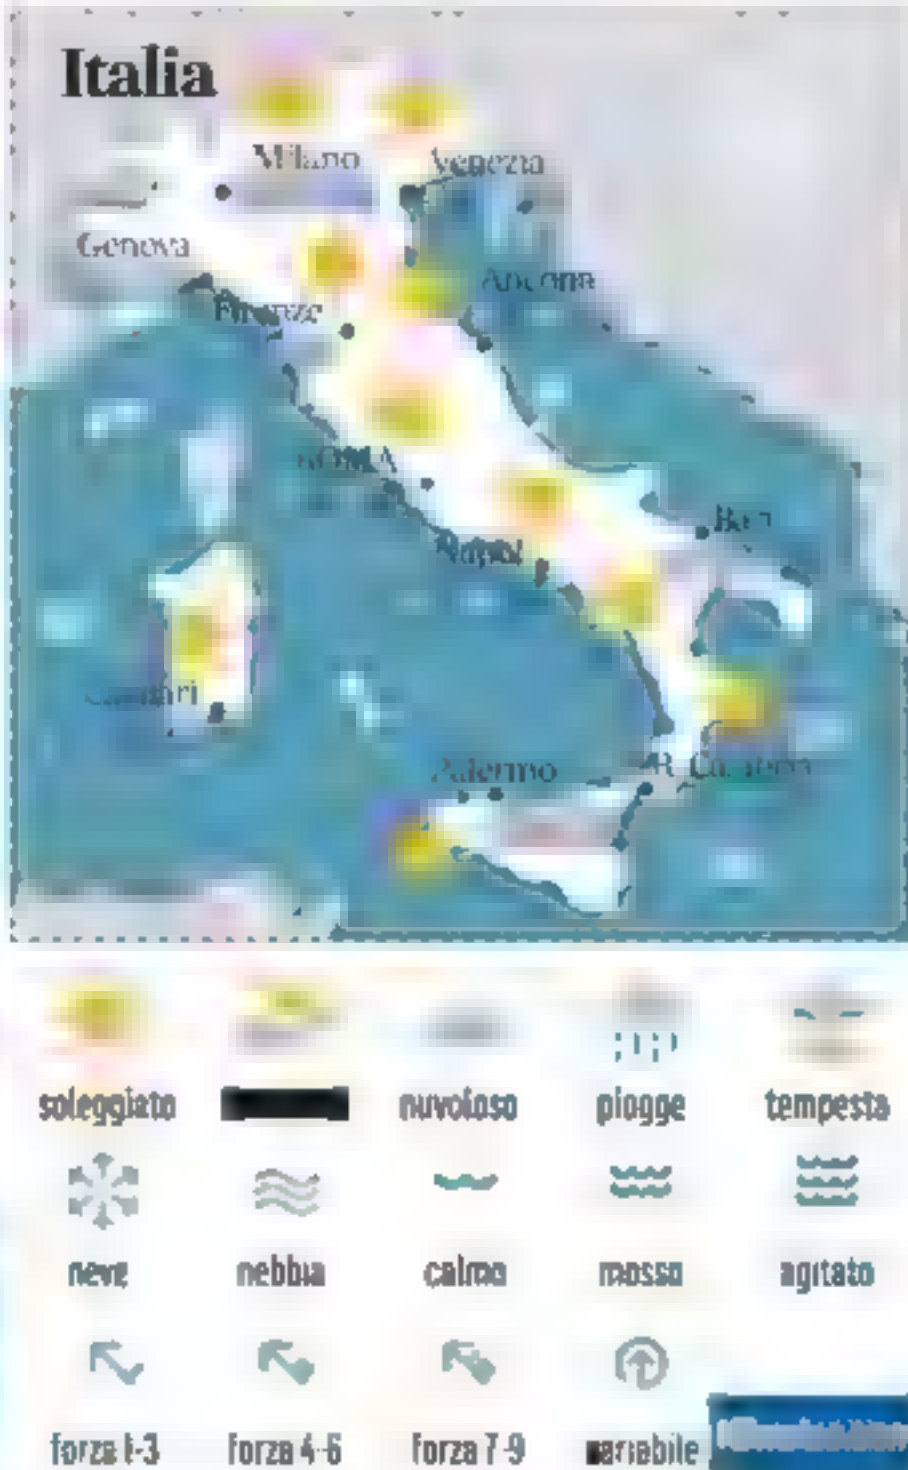 Italia
Milano Venezia
Genova
Ancona
Firenze
ROMA
Bari
Napoli
Cagliari
Palermo
R. Calabria
soleggiato nuvoloso piogge tempesta
neve nebbia calmo mosso agitato
forza 1-3 forza 4-6 forza 7-9 variabile